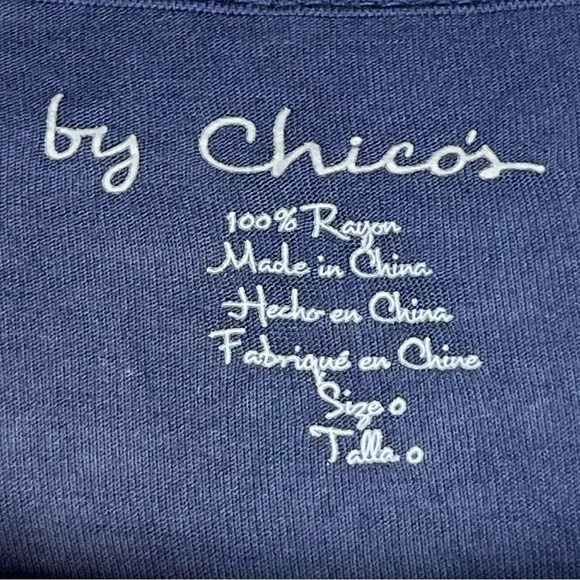 by Chico's
100% Rayon
Made in China
Hecho en China
Fabriqué en Chine
Size 0
Talla 0